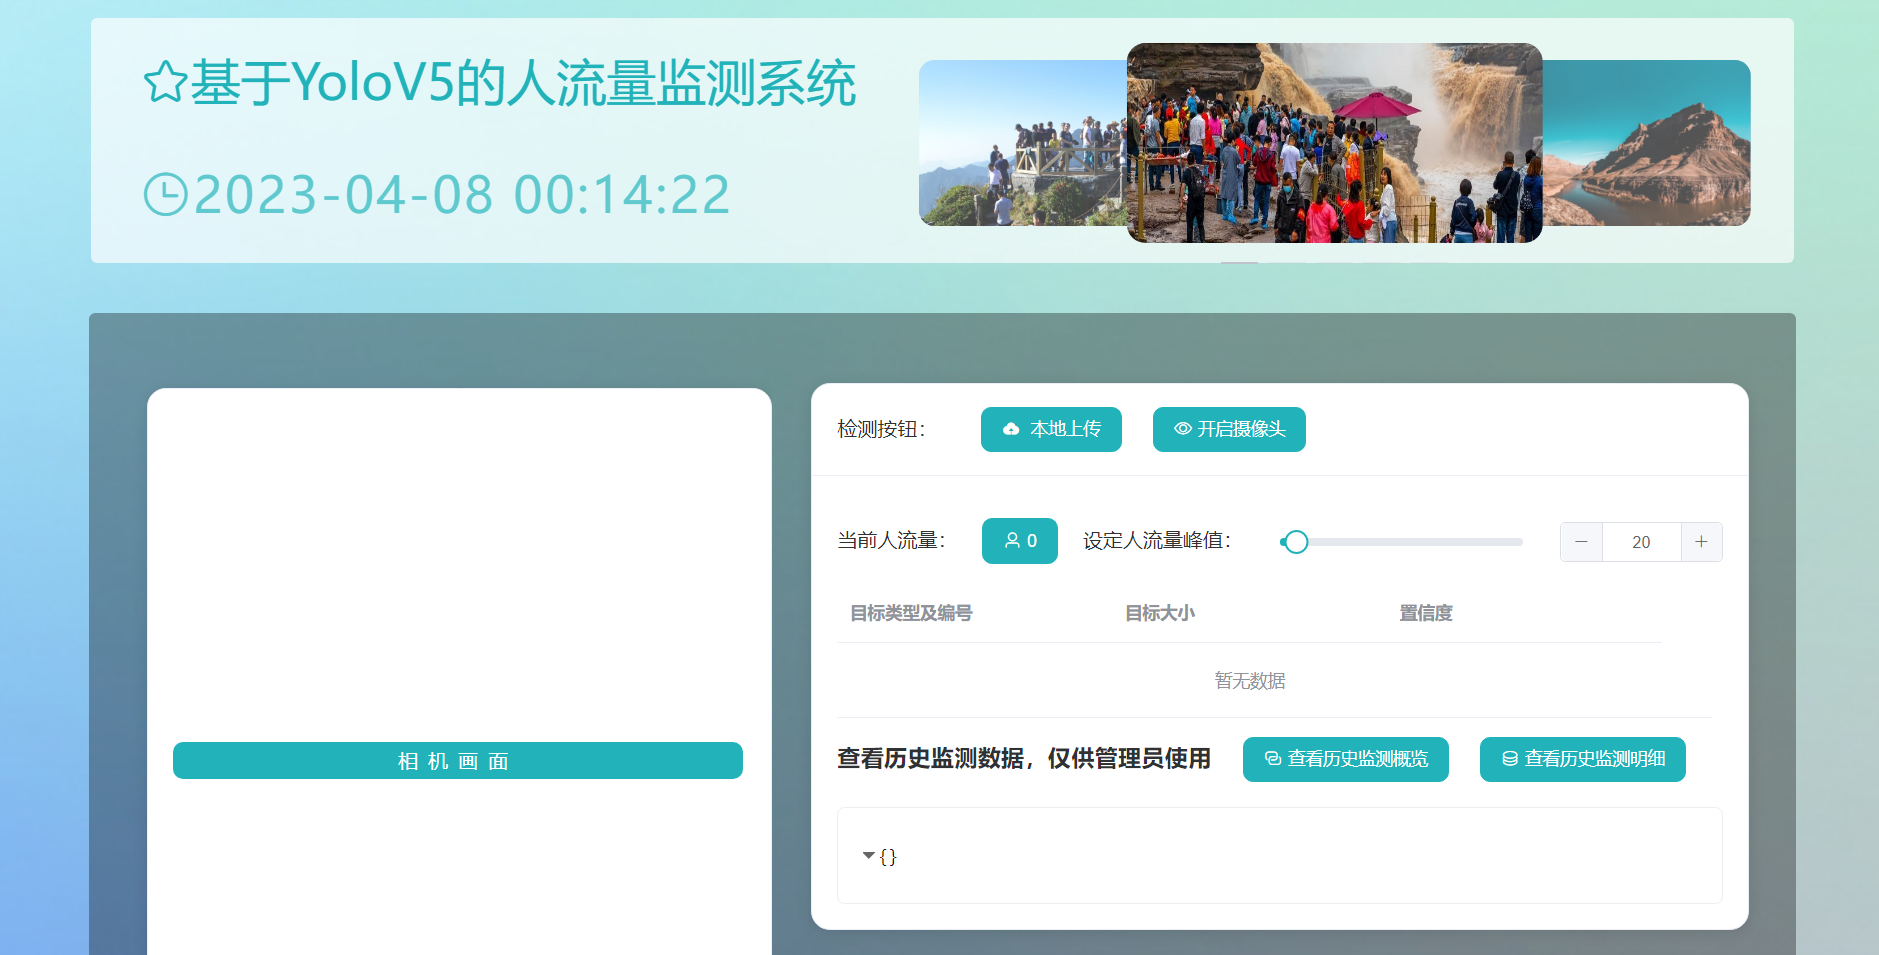 基于YoloV5的人流量监测系统
2023-04-08 00:14:22
相机画面
检测按钮：
本地上传
开启摄像头
当前人流量：
0
设定人流量峰值：
20
目标类型及编号 目标大小 置信度
暂无数据
查看历史监测数据，仅供管理员使用
查看历史监测概览
查看历史监测明细
{}